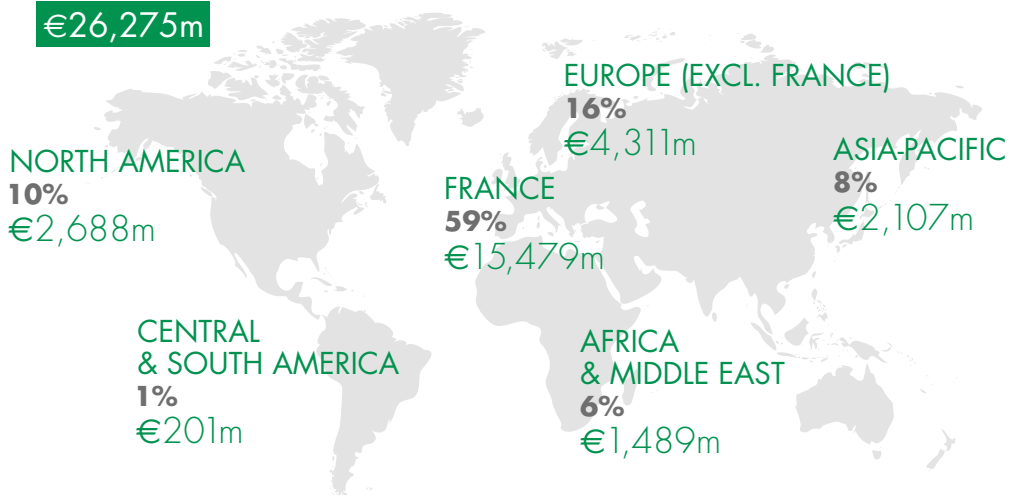 €26,275m
EUROPE (EXCL. FRANCE)
16%
€4,311m
NORTH AMERICA
10%
€2,688m
FRANCE
59%
€15,479m
ASIA-PACIFIC
8%
€2,107m
CENTRAL
& SOUTH AMERICA
1%
€201m
AFRICA
& MIDDLE EAST
6%
€1,489m